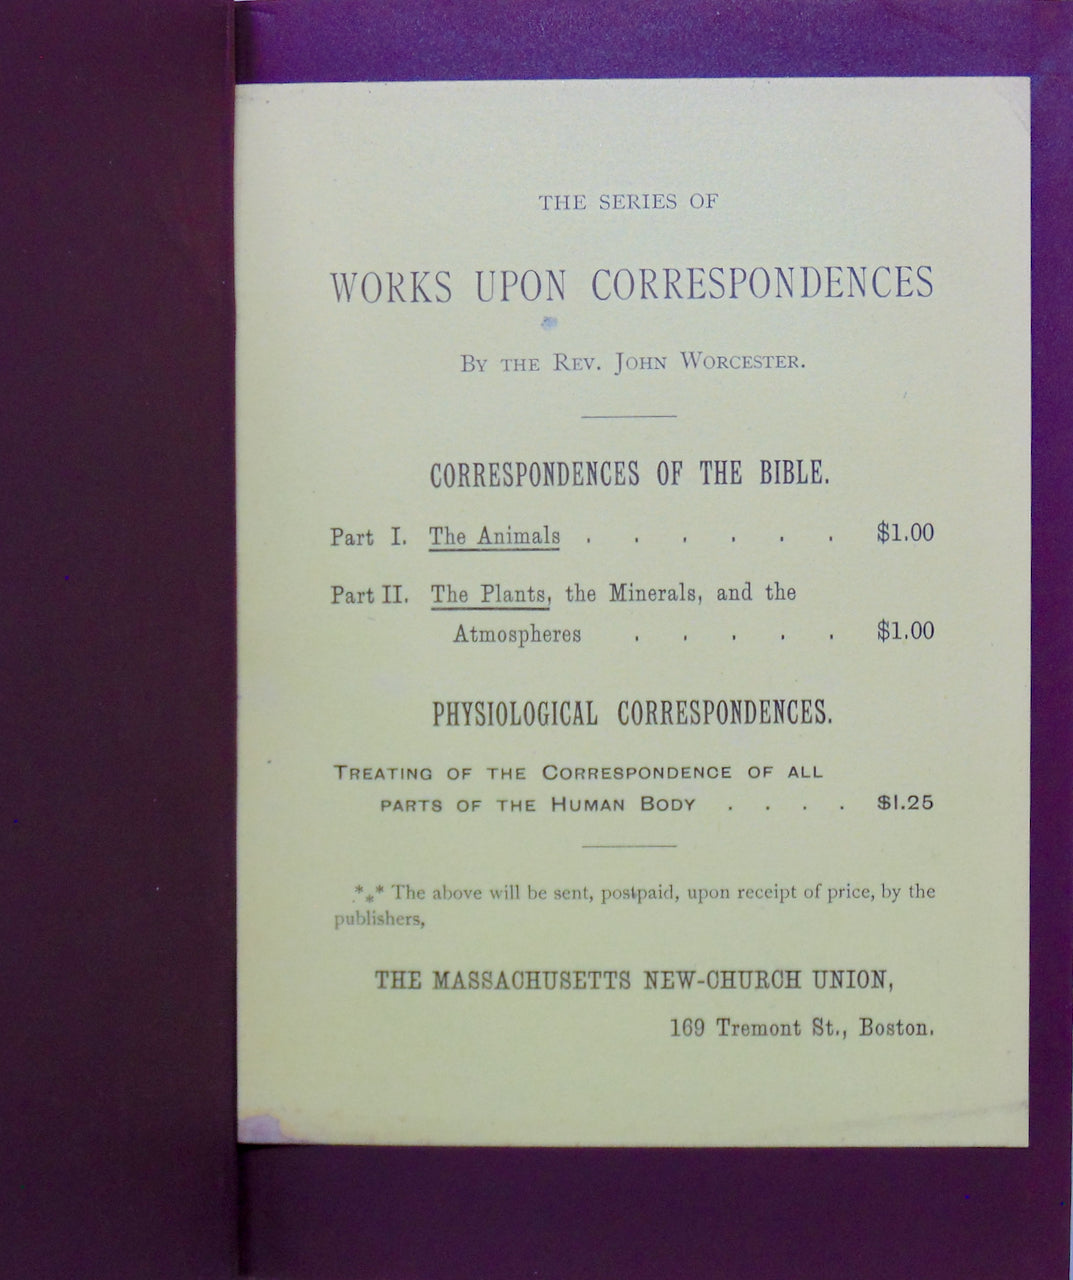 THE SERIES OF
WORKS UPON CORRESPONDENCES
BY THE REV. JOHN WORCESTER.
CORRESPONDENCES OF THE BIBLE.
Part I. The Animals . . . . . . $1.00
Part II. The Plants, the Minerals, and the
Atmospheres . . . . . $1.00
PHYSIOLOGICAL CORRESPONDENCES.
TREATING OF THE CORRESPONDENCE OF ALL
PARTS OF THE HUMAN BODY . . . . $1.25
*⁎* The above will be sent, postpaid, upon receipt of price, by the
publishers,
THE MASSACHUSETTS NEW-CHURCH UNION,
169 Tremont St., Boston.